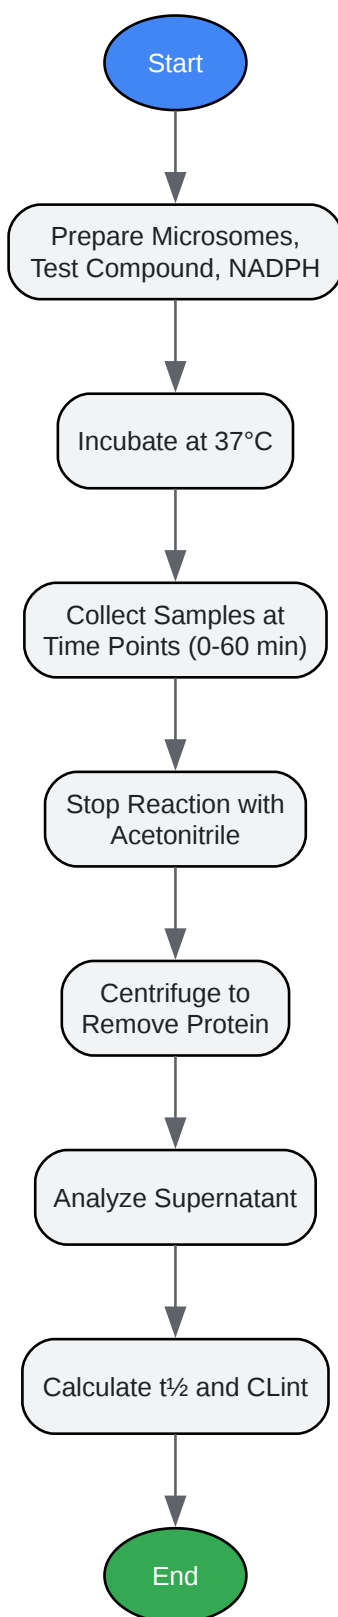 Start
Prepare Microsomes,
Test Compound, NADPH
Incubate at 37°C
Collect Samples at
Time Points (0-60 min)
Stop Reaction with
Acetonitrile
Centrifuge to
Remove Protein
Analyze Supernatant
Calculate t½ and CLint
End